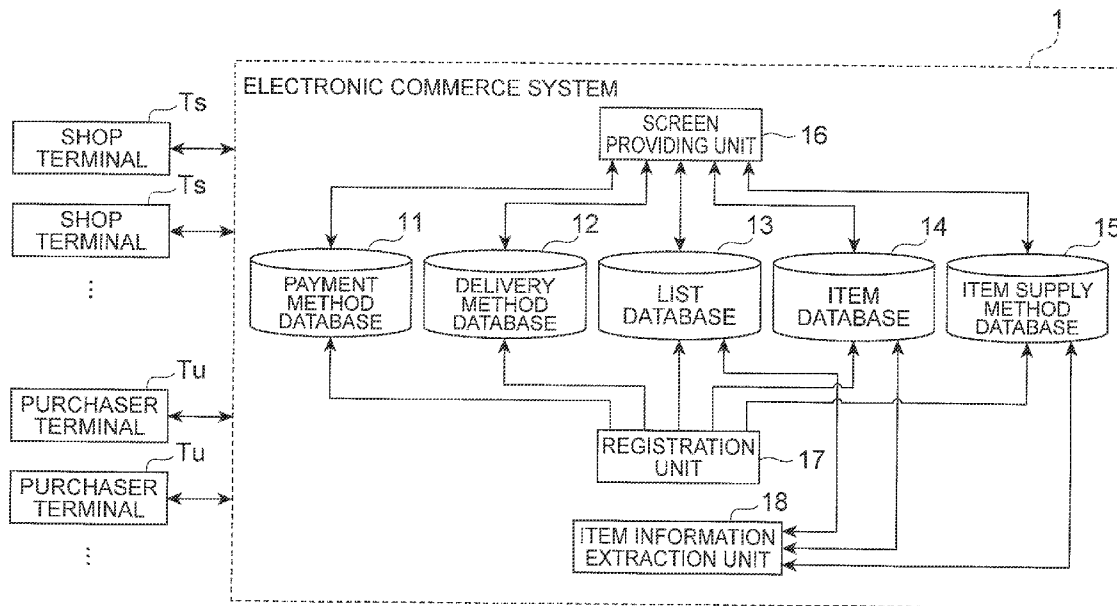 1
ELECTRONIC COMMERCE SYSTEM
Ts
SHOP
TERMINAL
Ts
SHOP
TERMINAL
...
Tu
PURCHASER
TERMINAL
Tu
PURCHASER
TERMINAL
...
SCREEN
PROVIDING UNIT
16
11
PAYMENT
METHOD
DATABASE
12
DELIVERY
METHOD
DATABASE
13
LIST
DATABASE
14
ITEM
DATABASE
15
ITEM SUPPLY
METHOD
DATABASE
REGISTRATION
UNIT
17
18
ITEM INFORMATION
EXTRACTION UNIT